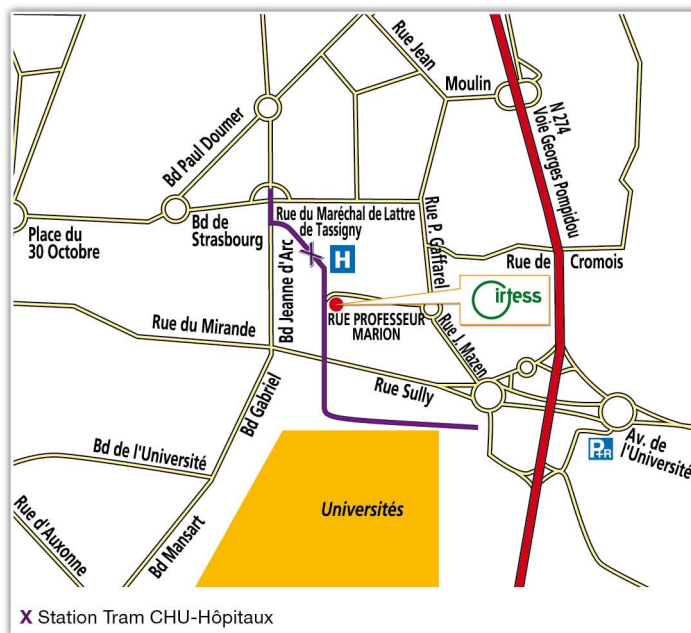 Rue Jean
Moulin
N 274
Voie Georges Pompidou
Bd Paul Doumer
Place du
30 Octobre
Bd de
Strasbourg
Rue du Maréchal de Lattre
de Tassigny
Rue P. Gaffarel
H
Rue de Cromois
Bd Jeanne d'Arc
irtess
RUE PROFESSEUR
MARION
Rue du Mirande
Rue J. Mazen
Rue Sully
Bd Gabriel
Bd de l'Université
P+R
Av. de
l'Université
Universités
Rue d'Auxonne
Bd Mansart
X Station Tram CHU-Hôpitaux